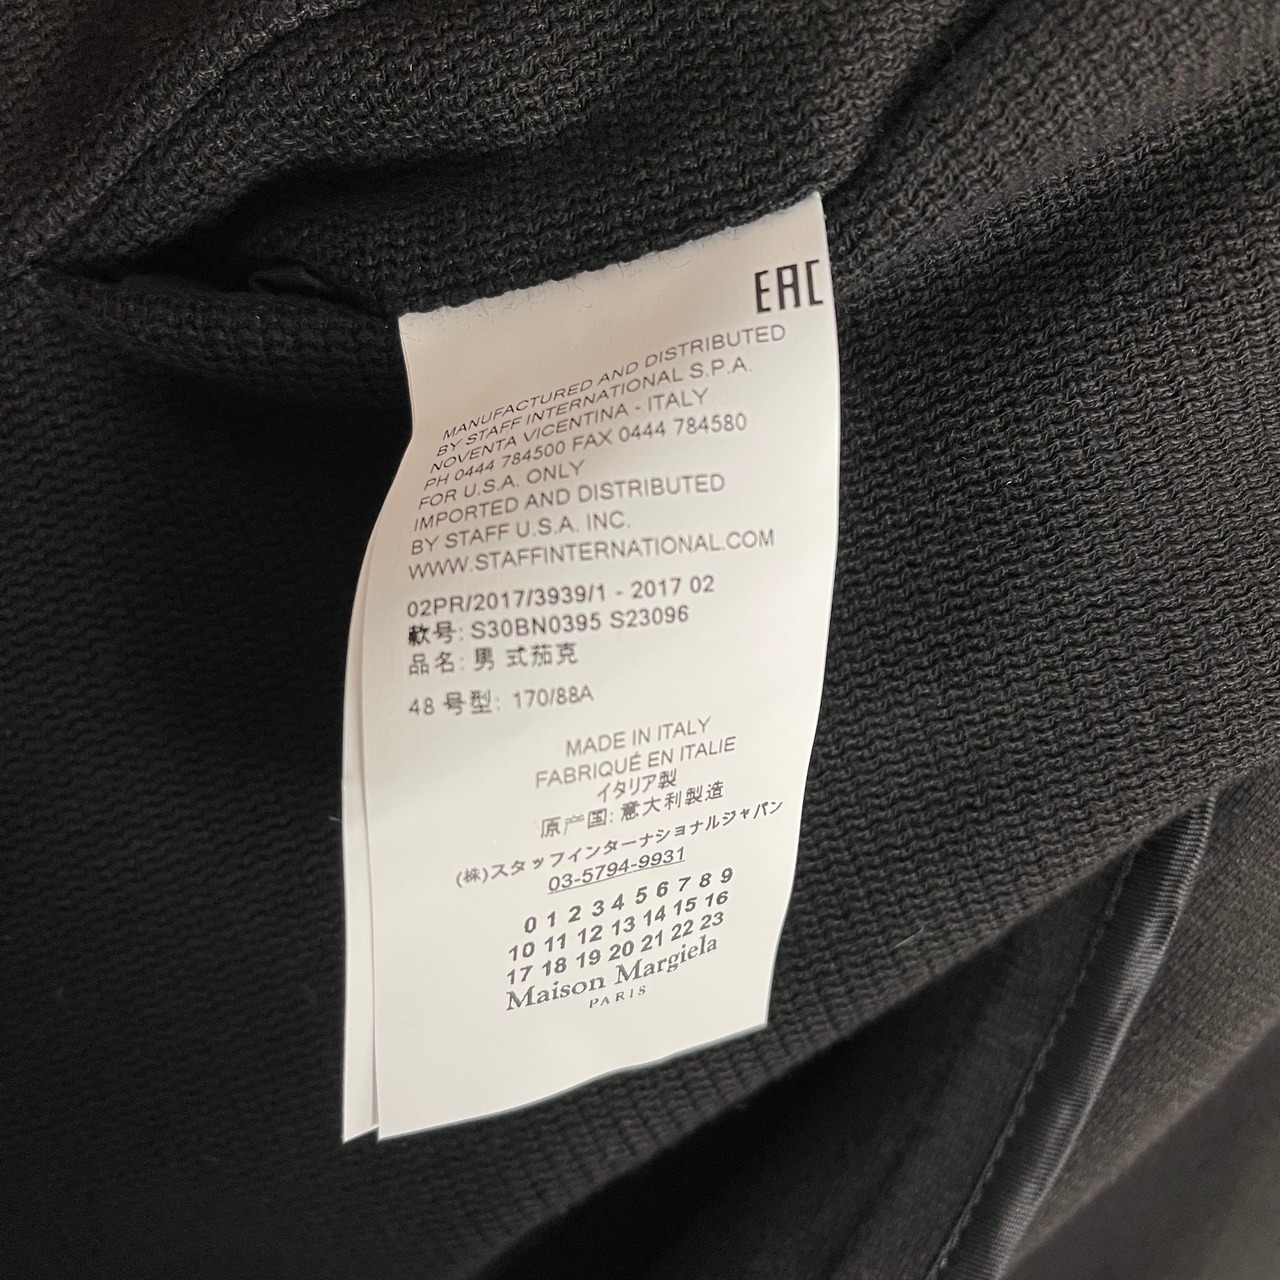 EAC
MANUFACTURED AND DISTRIBUTED
BY STAFF INTERNATIONAL S.P.A.
NOVENTA VICENTINA - ITALY
PH 0444 784500 FAX 0444 784580
FOR U.S.A. ONLY
IMPORTED AND DISTRIBUTED
BY STAFF U.S.A. INC.
WWW.STAFFINTERNATIONAL.COM
02PR/2017/3939/1 - 2017 02
款号: S30BN0395 S23096
品名: 男 式茄克
48 号型: 170/88A
MADE IN ITALY
FABRIQUÉ EN ITALIE
イタリア製
原产国: 意大利製造
(株)スタッフインターナショナルジャパン
03-5794-9931
0 1 2 3 4 5 6 7 8 9
10 11 12 13 14 15 16
17 18 19 20 21 22 23
Maison Margiela
PARIS